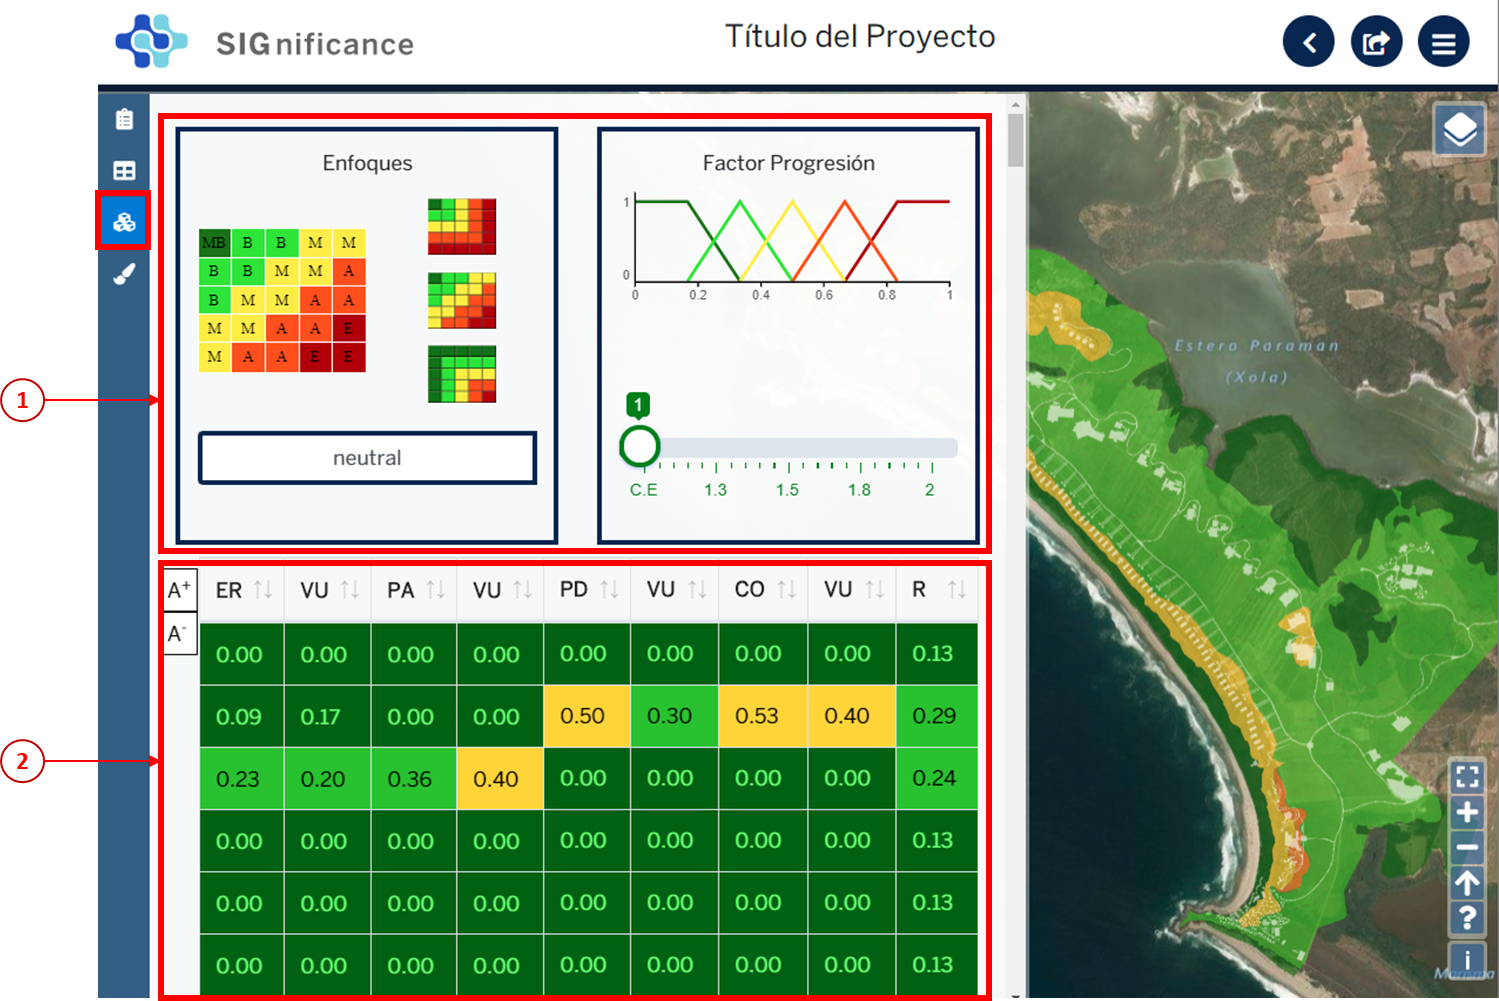 SIGnificance
Título del Proyecto
Enfoques
MB B B M M
B B M M A
B M M A A
M M A A E
M A A E E
neutral
Factor Progresión
1
0
0 0.2 0.4 0.6 0.8 1
1
C.E 1.3 1.5 1.8 2
1
2
A+
A-
ER VU PA VU PD VU CO VU R
0.00 0.00 0.00 0.00 0.00 0.00 0.00 0.00 0.13
0.09 0.17 0.00 0.00 0.50 0.30 0.53 0.40 0.29
0.23 0.20 0.36 0.40 0.00 0.00 0.00 0.00 0.24
0.00 0.00 0.00 0.00 0.00 0.00 0.00 0.00 0.13
0.00 0.00 0.00 0.00 0.00 0.00 0.00 0.00 0.13
0.00 0.00 0.00 0.00 0.00 0.00 0.00 0.00 0.13
Estero Paraman
(Xola)
?
i
Marisma